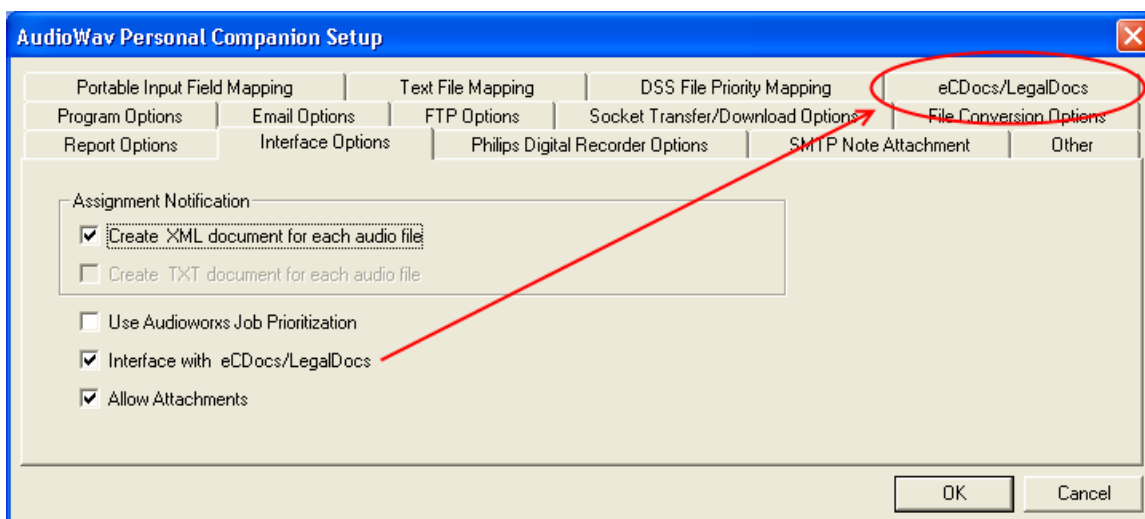 AudioWav Personal Companion Setup
Portable Input Field Mapping Text File Mapping DSS File Priority Mapping eCDocs/LegalDocs
Program Options Email Options FTP Options Socket Transfer/Download Options File Conversion Options
Report Options Interface Options Philips Digital Recorder Options SMTP Note Attachment Other
Assignment Notification
Create XML document for each audio file
Create TXT document for each audio file
Use Audioworxs Job Prioritization
Interface with eCDocs/LegalDocs
Allow Attachments
OK Cancel